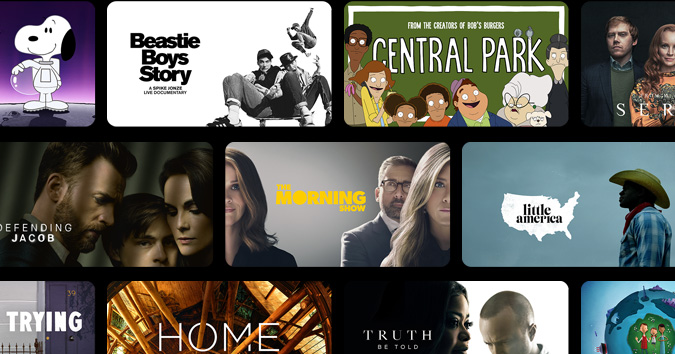 Beastie
Boys
Story
A SPIKE JONZE
LIVE DOCUMENTARY
FROM THE CREATORS OF BOB'S BURGERS
CENTRAL PARK
SER
DEFENDING
JACOB
THE
MORNING
SHOW
little
america
39
TRYING
HOME
TRUTH
BE TOLD